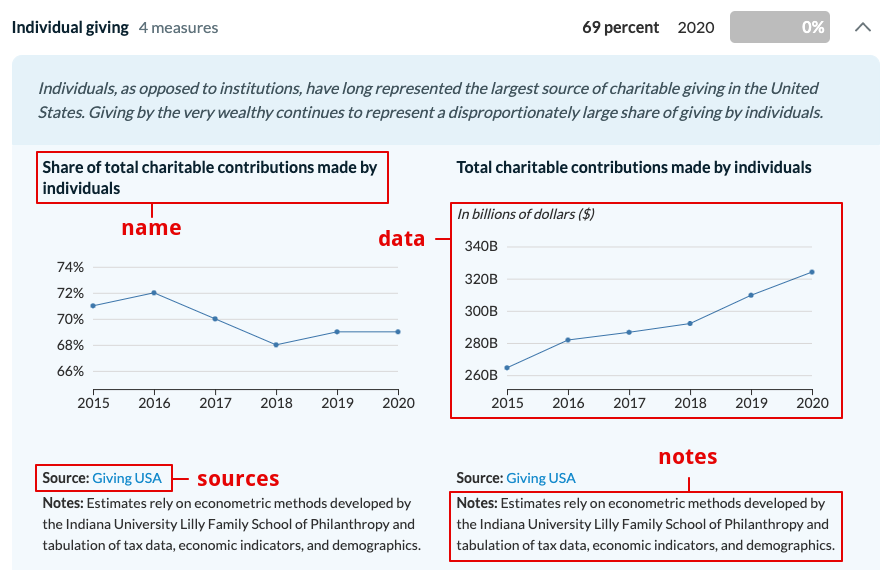 Individual giving 4 measures 69 percent 2020 0%
Individuals, as opposed to institutions, have long represented the largest source of charitable giving in the United
States. Giving by the very wealthy continues to represent a disproportionately large share of giving by individuals.
Share of total charitable contributions made by
individuals
name
74%
72%
70%
68%
66%
2015 2016 2017 2018 2019 2020
Source: Giving USA
sources
Notes: Estimates rely on econometric methods developed by
the Indiana University Lilly Family School of Philanthropy and
tabulation of tax data, economic indicators, and demographics.
Total charitable contributions made by individuals
In billions of dollars ($)
data
340B
320B
300B
280B
260B
2015 2016 2017 2018 2019 2020
notes
Source: Giving USA
Notes: Estimates rely on econometric methods developed by
the Indiana University Lilly Family School of Philanthropy and
tabulation of tax data, economic indicators, and demographics.